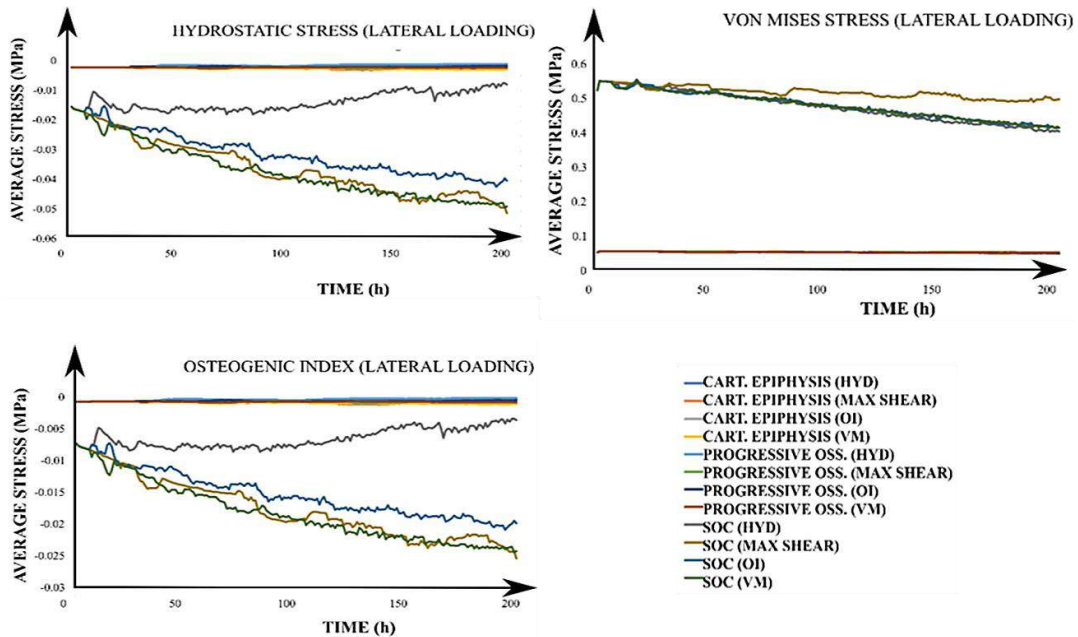 HYDROSTATIC STRESS (LATERAL LOADING)
AVERAGE STRESS (MPa)
0
-0.01
-0.02
-0.03
-0.04
-0.05
-0.06
0
50
100
150
200
TIME (h)
VON MISES STRESS (LATERAL LOADING)
AVERAGE STRESS (MPa)
0.6
0.5
0.4
0.3
0.2
0.1
0
0
50
100
150
200
TIME (h)
OSTEOGENIC INDEX (LATERAL LOADING)
AVERAGE STRESS (MPa)
0
-0.005
-0.01
-0.015
-0.02
-0.025
-0.03
0
50
100
150
200
TIME (h)
CART. EPIPHYSIS (HYD)
CART. EPIPHYSIS (MAX SHEAR)
CART. EPIPHYSIS (OI)
CART. EPIPHYSIS (VM)
PROGRESSIVE OSS. (HYD)
PROGRESSIVE OSS. (MAX SHEAR)
PROGRESSIVE OSS. (OI)
PROGRESSIVE OSS. (VM)
SOC (HYD)
SOC (MAX SHEAR)
SOC (OI)
SOC (VM)